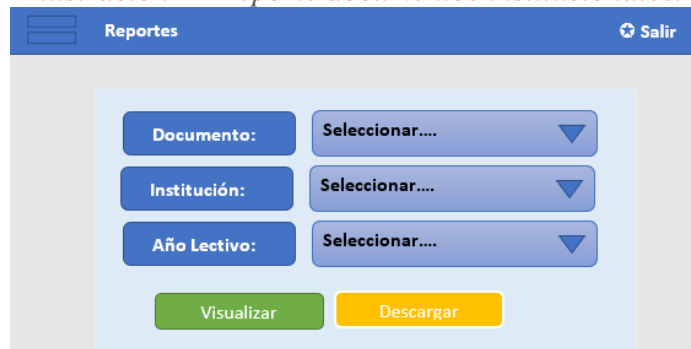 Reportes
Salir
Documento:
Seleccionar....
Institución:
Seleccionar....
Año Lectivo:
Seleccionar....
Visualizar
Descargar